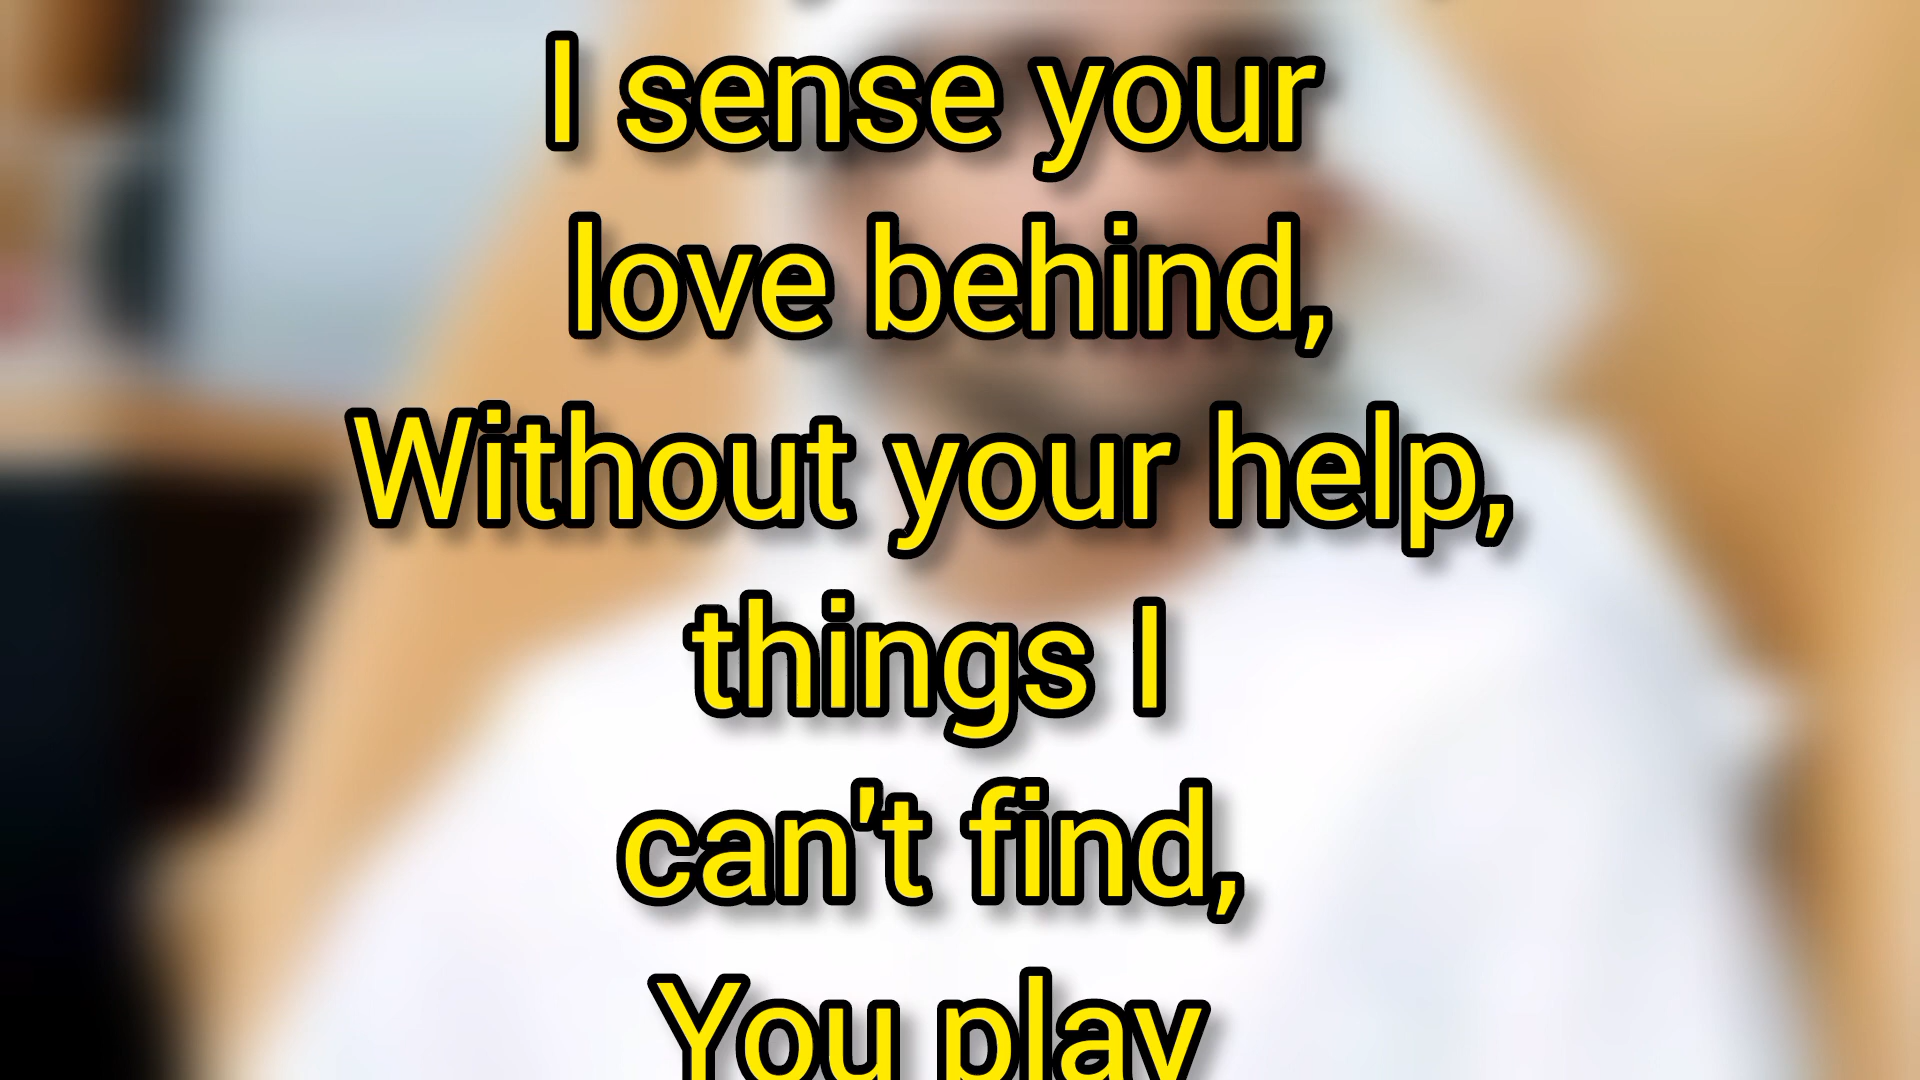 I sense your
love behind,
Without your help,
things I
can't find,
You play